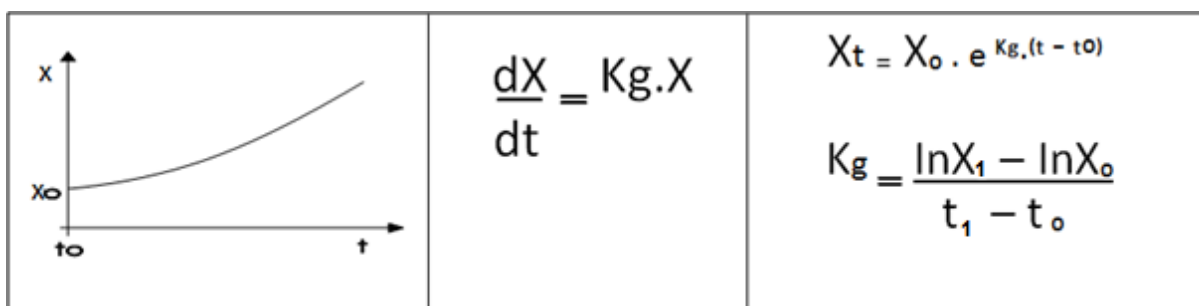 X
Xo
to
t
dX
dt
= Kg.X
Xt = Xo . e Kg.(t - t0)
Kg = lnX1 – lnXo
t1 – to